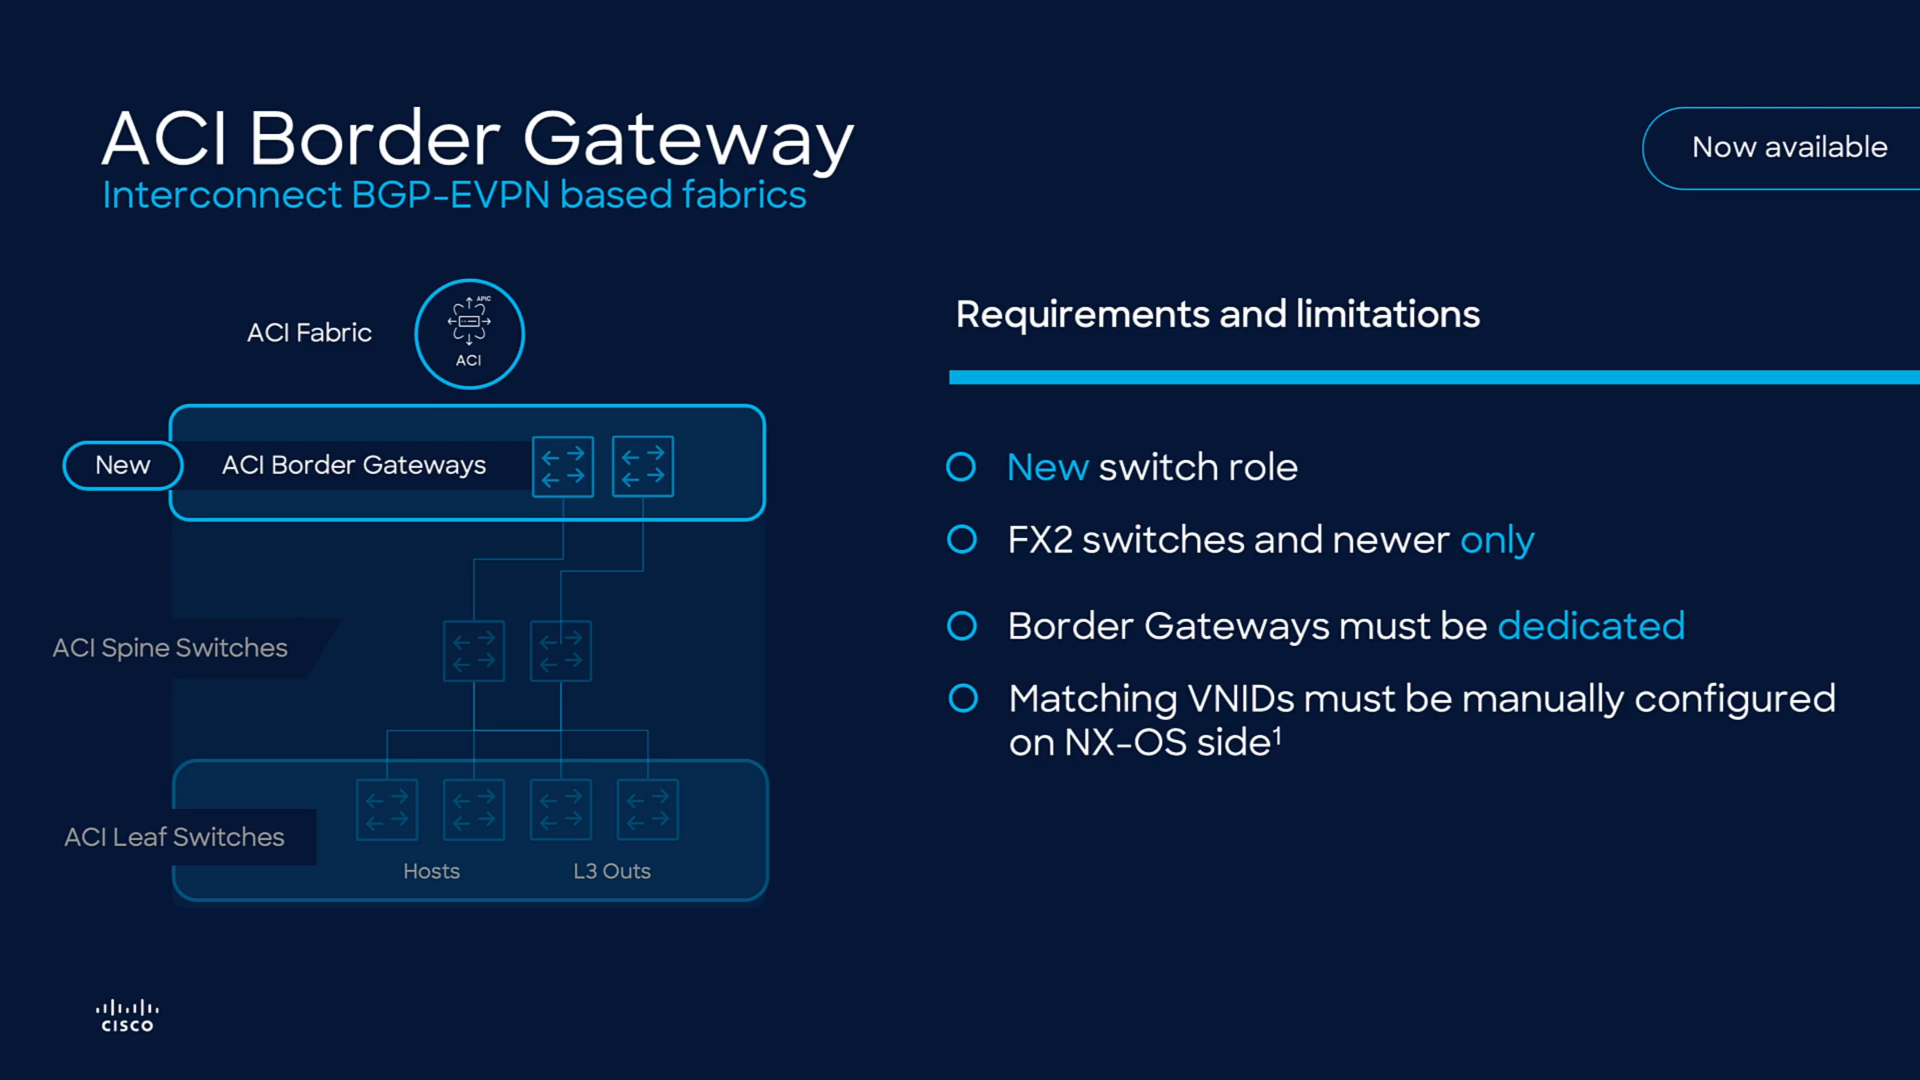 ACI Border Gateway
Interconnect BGP-EVPN based fabrics
Now available
ACI Fabric
APIC
ACI
New
ACI Border Gateways
ACI Spine Switches
ACI Leaf Switches
Hosts
L3 Outs
Requirements and limitations
New switch role
FX2 switches and newer only
Border Gateways must be dedicated
Matching VNIDs must be manually configured
on NX-OS side¹
CISCO